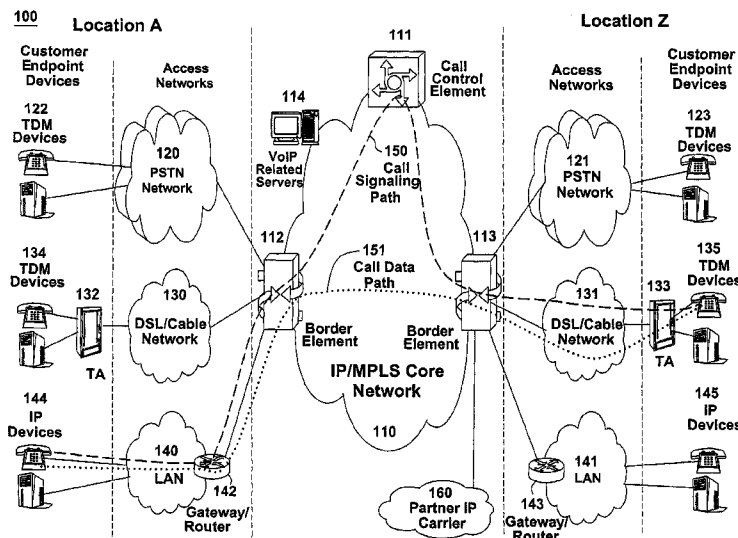 100
Location A
Location Z
Customer
Endpoint
Devices
Access
Networks
Access
Networks
Customer
Endpoint
Devices
111
Call
Control
Element
114
VoIP
Related
Servers
150
Call
Signaling
Path
122
TDM
Devices
120
PSTN
Network
121
PSTN
Network
123
TDM
Devices
112
113
151
Call Data
Path
134
TDM
Devices
132
TA
130
DSL/Cable
Network
Border
Element
Border
Element
131
DSL/Cable
Network
133
TA
135
TDM
Devices
IP/MPLS Core
Network
110
144
IP
Devices
140
LAN
142
Gateway/
Router
160
Partner IP
Carrier
143
Gateway/
Router
141
LAN
145
IP
Devices